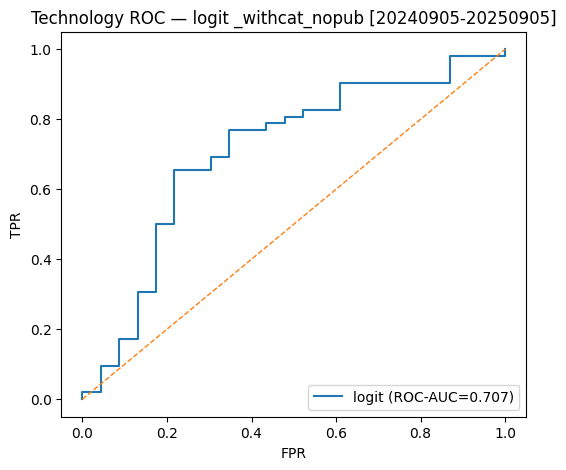 Technology ROC — logit _withcat_nopub [20240905-20250905]
1.0
0.8
0.6
0.4
0.2
0.0
TPR
0.0 0.2 0.4 0.6 0.8 1.0
FPR
logit (ROC-AUC=0.707)